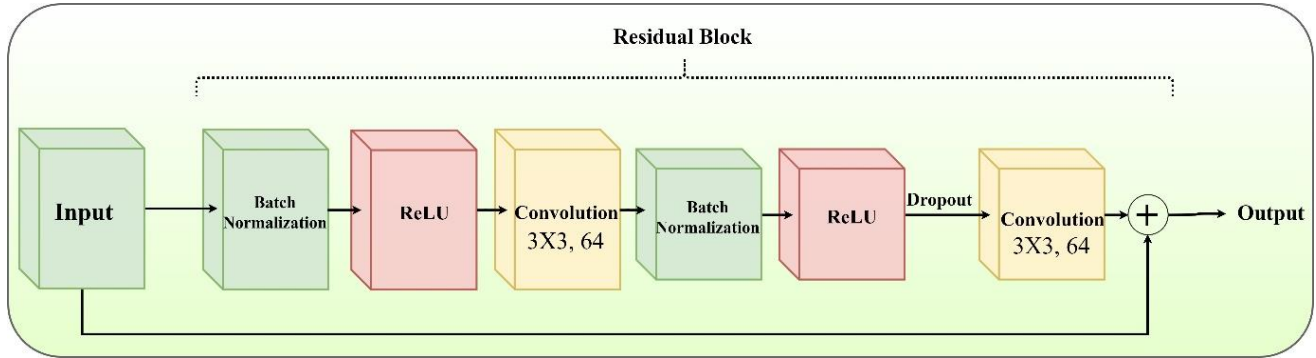 Residual Block
Input
Batch
Normalization
ReLU
Convolution
3X3, 64
Batch
Normalization
ReLU
Dropout
Convolution
3X3, 64
+
Output